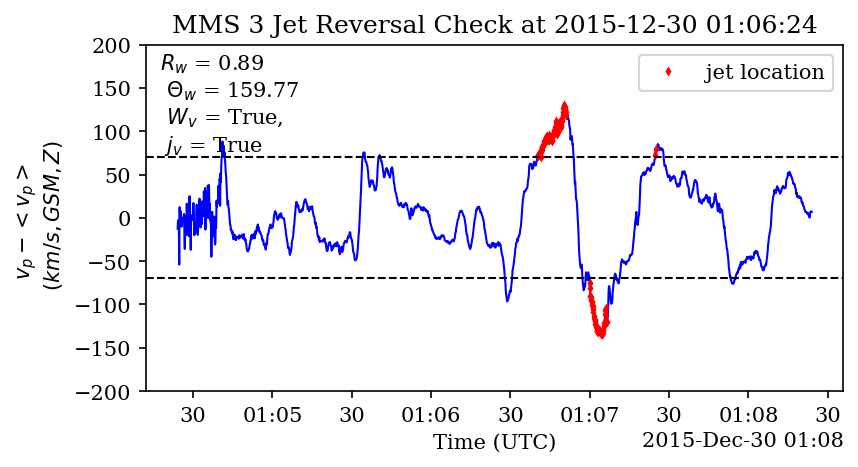 MMS 3 Jet Reversal Check at 2015-12-30 01:06:24
R_w = 0.89
Θ_w = 159.77
W_v = True,
j_v = True
jet location
v_p − < v_p >
(km/s, GSM, Z)
200
150
100
50
0
−50
−100
−150
−200
30 01:05 30 01:06 30 01:07 30 01:08 30
Time (UTC)
2015-Dec-30 01:08